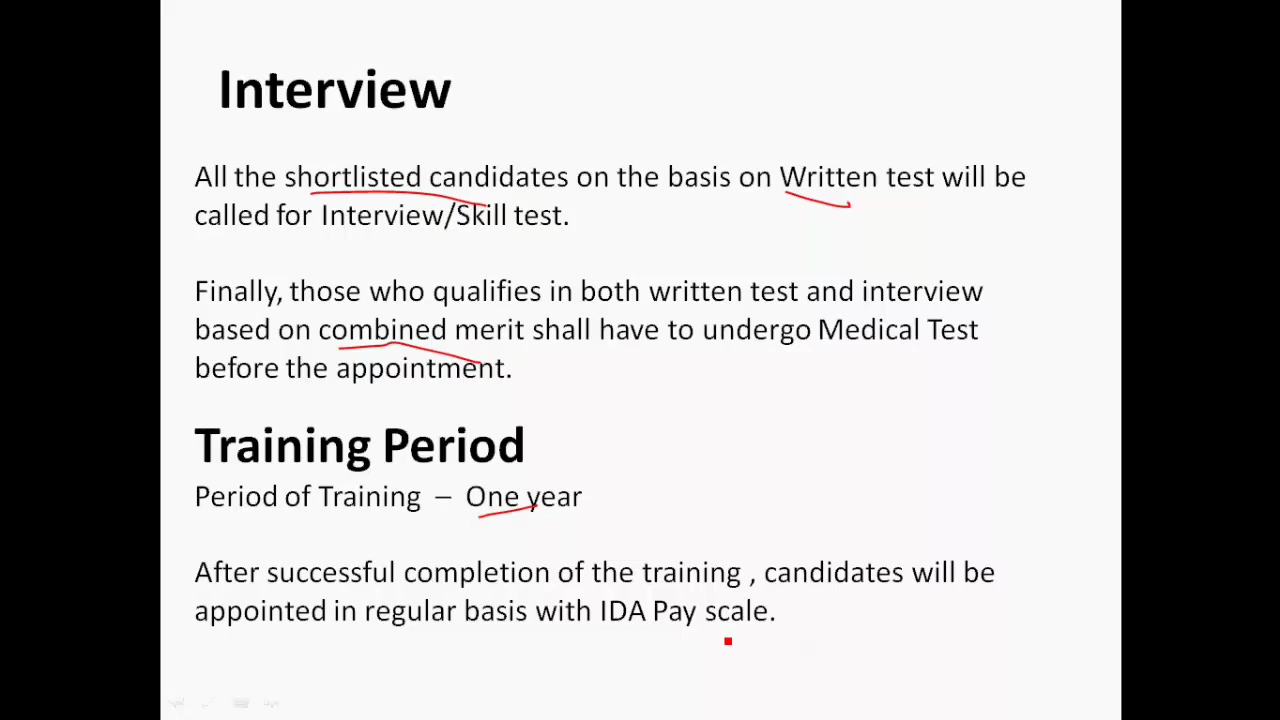 Interview
All the shortlisted candidates on the basis on Written test will be
called for Interview/Skill test.
Finally, those who qualifies in both written test and interview
based on combined merit shall have to undergo Medical Test
before the appointment.
Training Period
Period of Training – One year
After successful completion of the training , candidates will be
appointed in regular basis with IDA Pay scale.